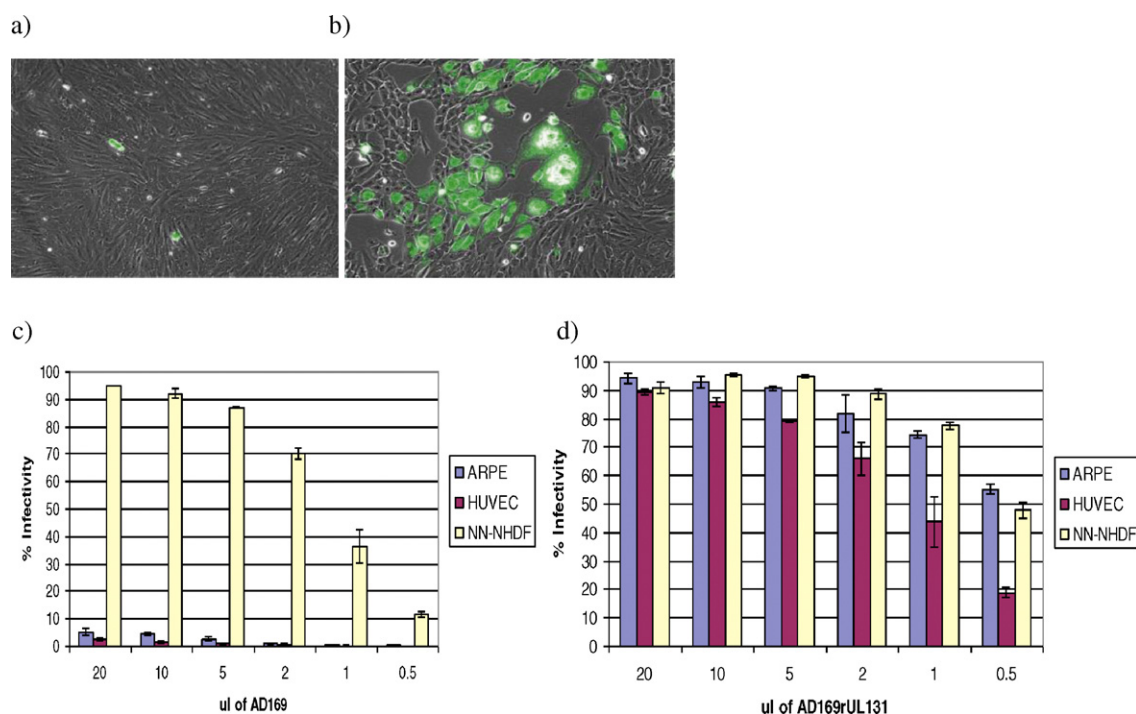 a)
b)
c)
100
90
80
70
60
50
40
30
20
10
0
% Infectivity
20 10 5 2 1 0.5
ul of AD169
ARPE
HUVEC
NN-NHDF
d)
100
90
80
70
60
50
40
30
20
10
0
% Infectivity
20 10 5 2 1 0.5
ul of AD169rUL131
ARPE
HUVEC
NN-NHDF